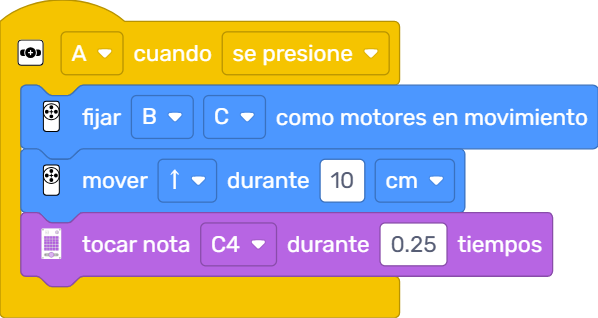 A cuando se presione
fijar B C como motores en movimiento
mover ↑ durante 10 cm
tocar nota C4 durante 0.25 tiempos